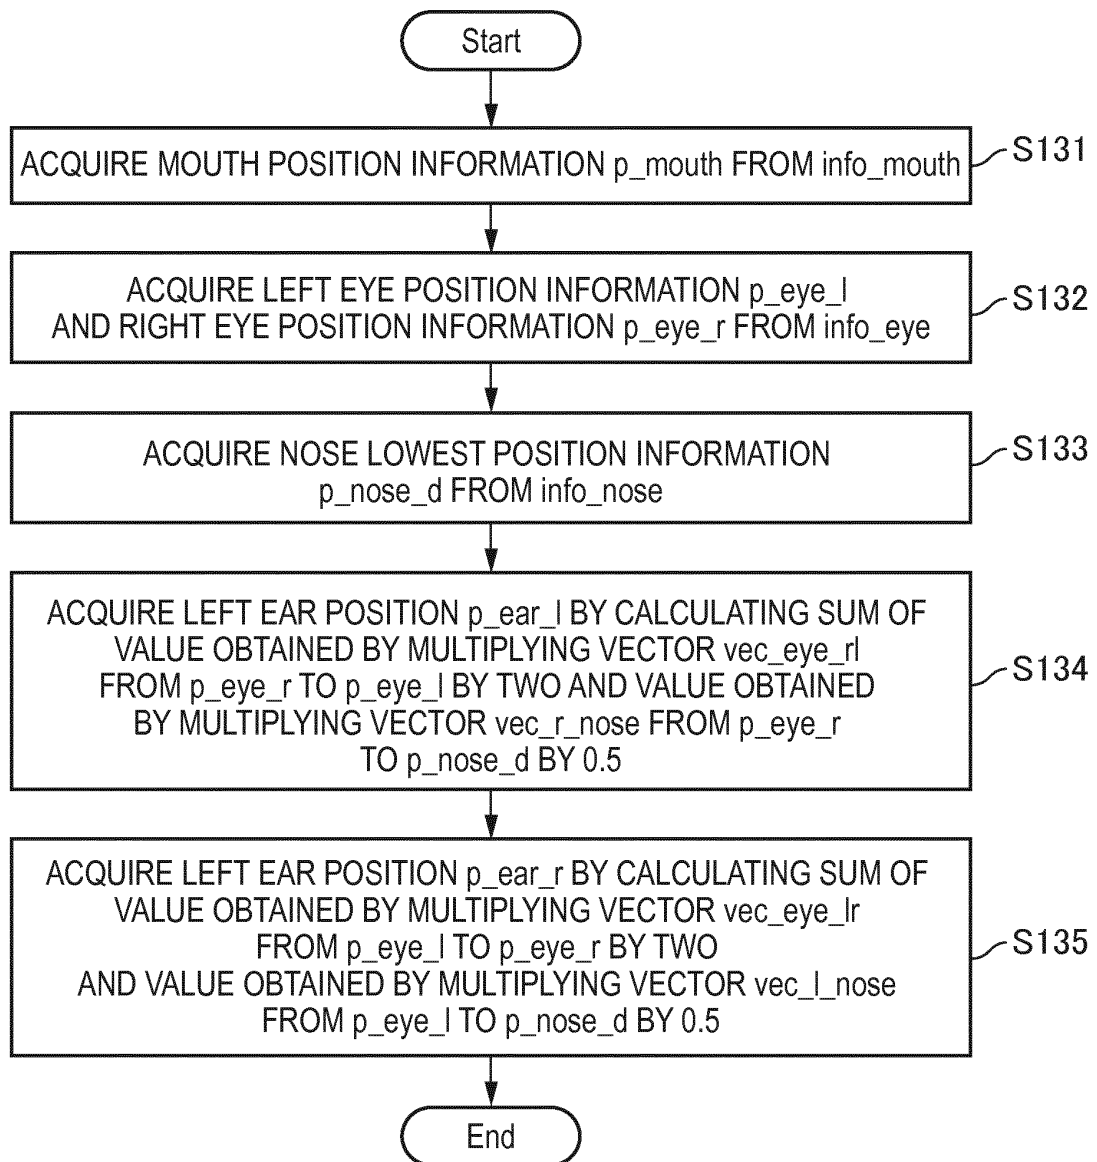 Start
ACQUIRE MOUTH POSITION INFORMATION p_mouth FROM info_mouth
S131
ACQUIRE LEFT EYE POSITION INFORMATION p_eye_l
AND RIGHT EYE POSITION INFORMATION p_eye_r FROM info_eye
S132
ACQUIRE NOSE LOWEST POSITION INFORMATION
p_nose_d FROM info_nose
S133
ACQUIRE LEFT EAR POSITION p_ear_l BY CALCULATING SUM OF
VALUE OBTAINED BY MULTIPLYING VECTOR vec_eye_rl
FROM p_eye_r TO p_eye_l BY TWO AND VALUE OBTAINED
BY MULTIPLYING VECTOR vec_r_nose FROM p_eye_r
TO p_nose_d BY 0.5
S134
ACQUIRE LEFT EAR POSITION p_ear_r BY CALCULATING SUM OF
VALUE OBTAINED BY MULTIPLYING VECTOR vec_eye_lr
FROM p_eye_l TO p_eye_r BY TWO
AND VALUE OBTAINED BY MULTIPLYING VECTOR vec_l_nose
FROM p_eye_l TO p_nose_d BY 0.5
S135
End